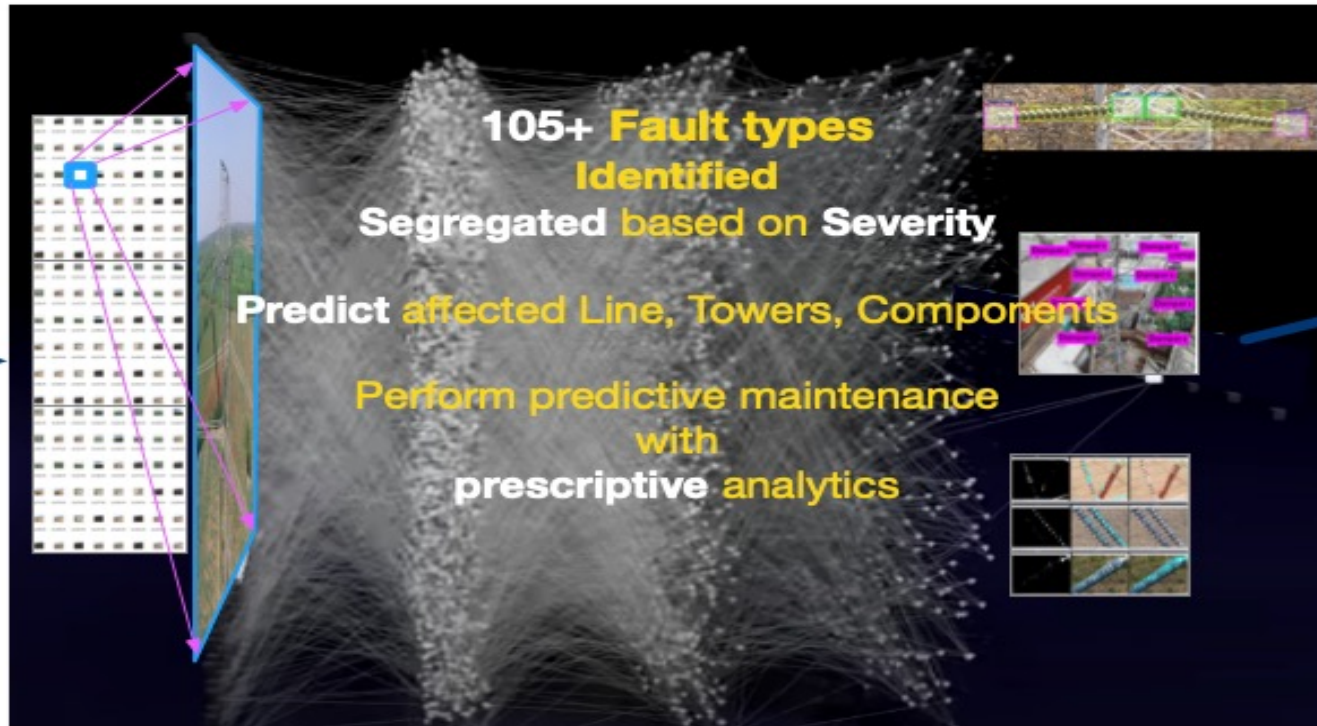 105+ Fault types
Identified
Segregated based on Severity
Predict affected Line, Towers, Components
Perform predictive maintenance
with
prescriptive analytics